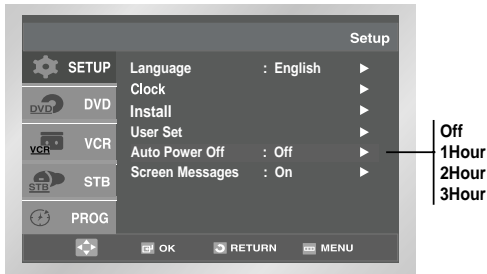 Setup
SETUP
DVD DVD
VCR VCR
STB STB
PROG
Language : English
Clock
Install
User Set
Auto Power Off : Off
Screen Messages : On
OK RETURN MENU
Off
1Hour
2Hour
3Hour